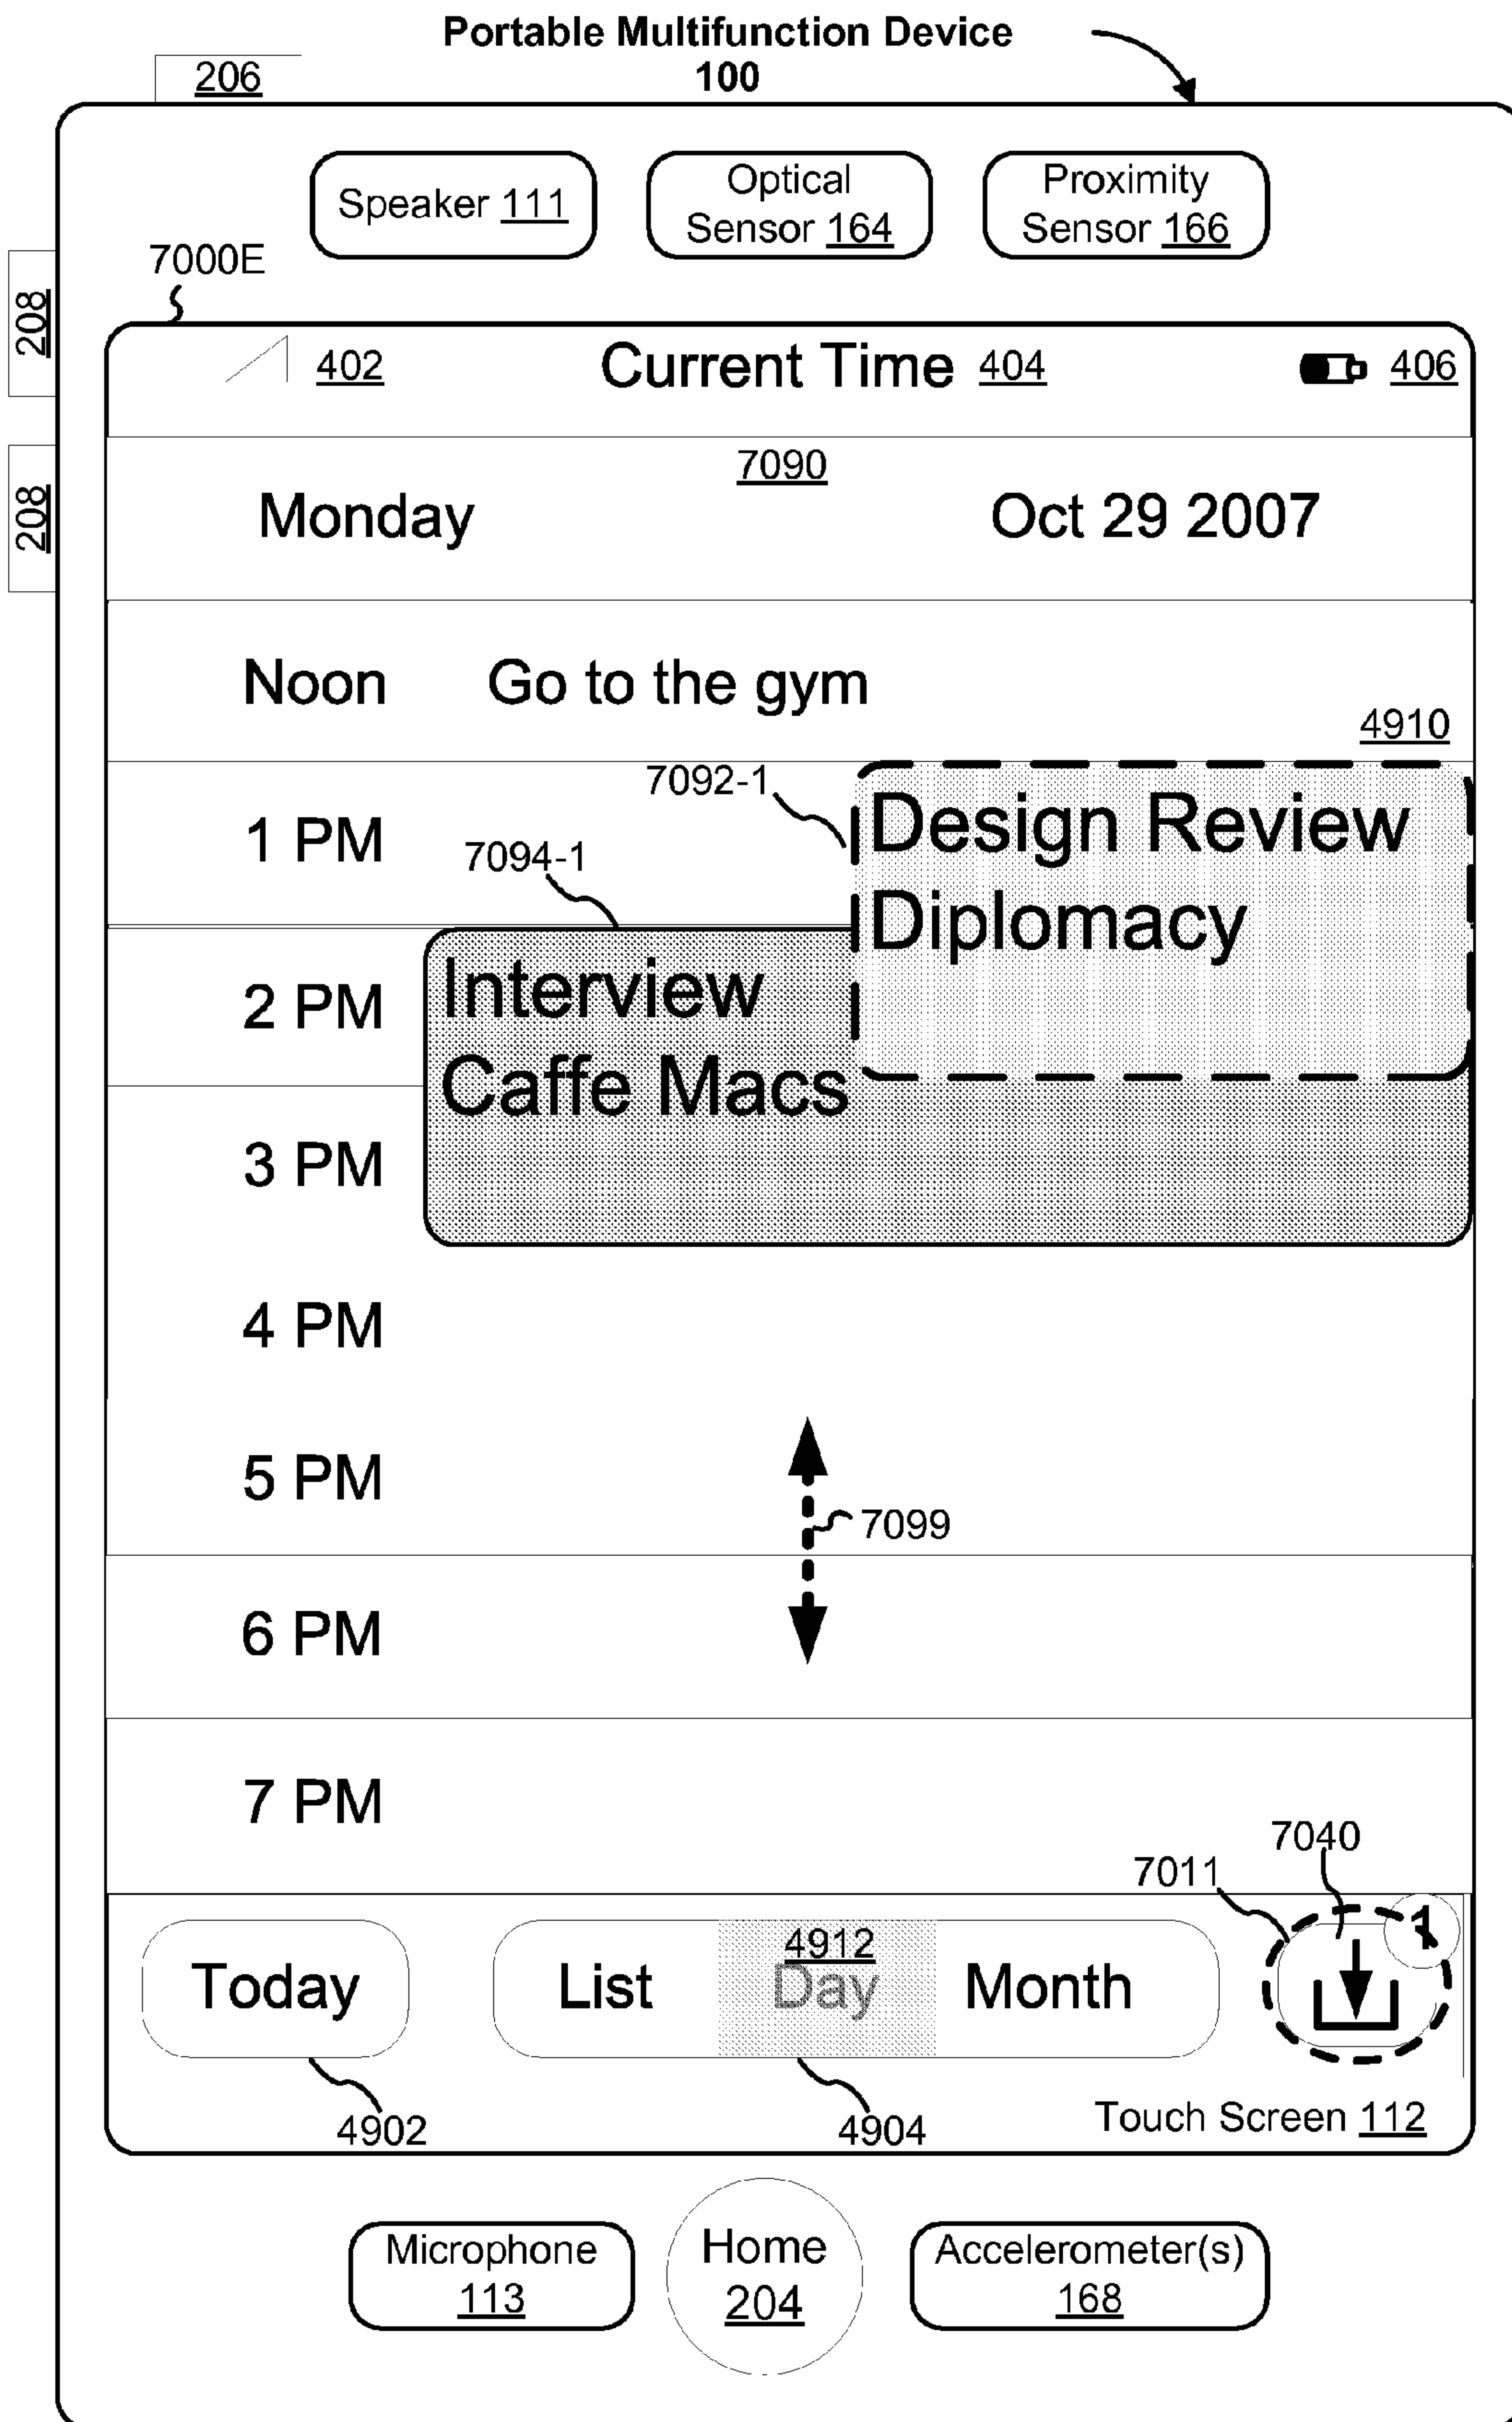 Portable Multifunction Device
100
206
Speaker 111
Optical
Sensor 164
Proximity
Sensor 166
7000E
208
208
402
Current Time 404
406
7090
Monday
Oct 29 2007
Noon
Go to the gym
4910
7092-1
Design Review
Diplomacy
1 PM
7094-1
2 PM
Interview
Caffe Macs
3 PM
4 PM
5 PM
7099
6 PM
7 PM
7040
7011
1
Today
List
4912
Day
Month
4902
4904
Touch Screen 112
Microphone
113
Home
204
Accelerometer(s)
168